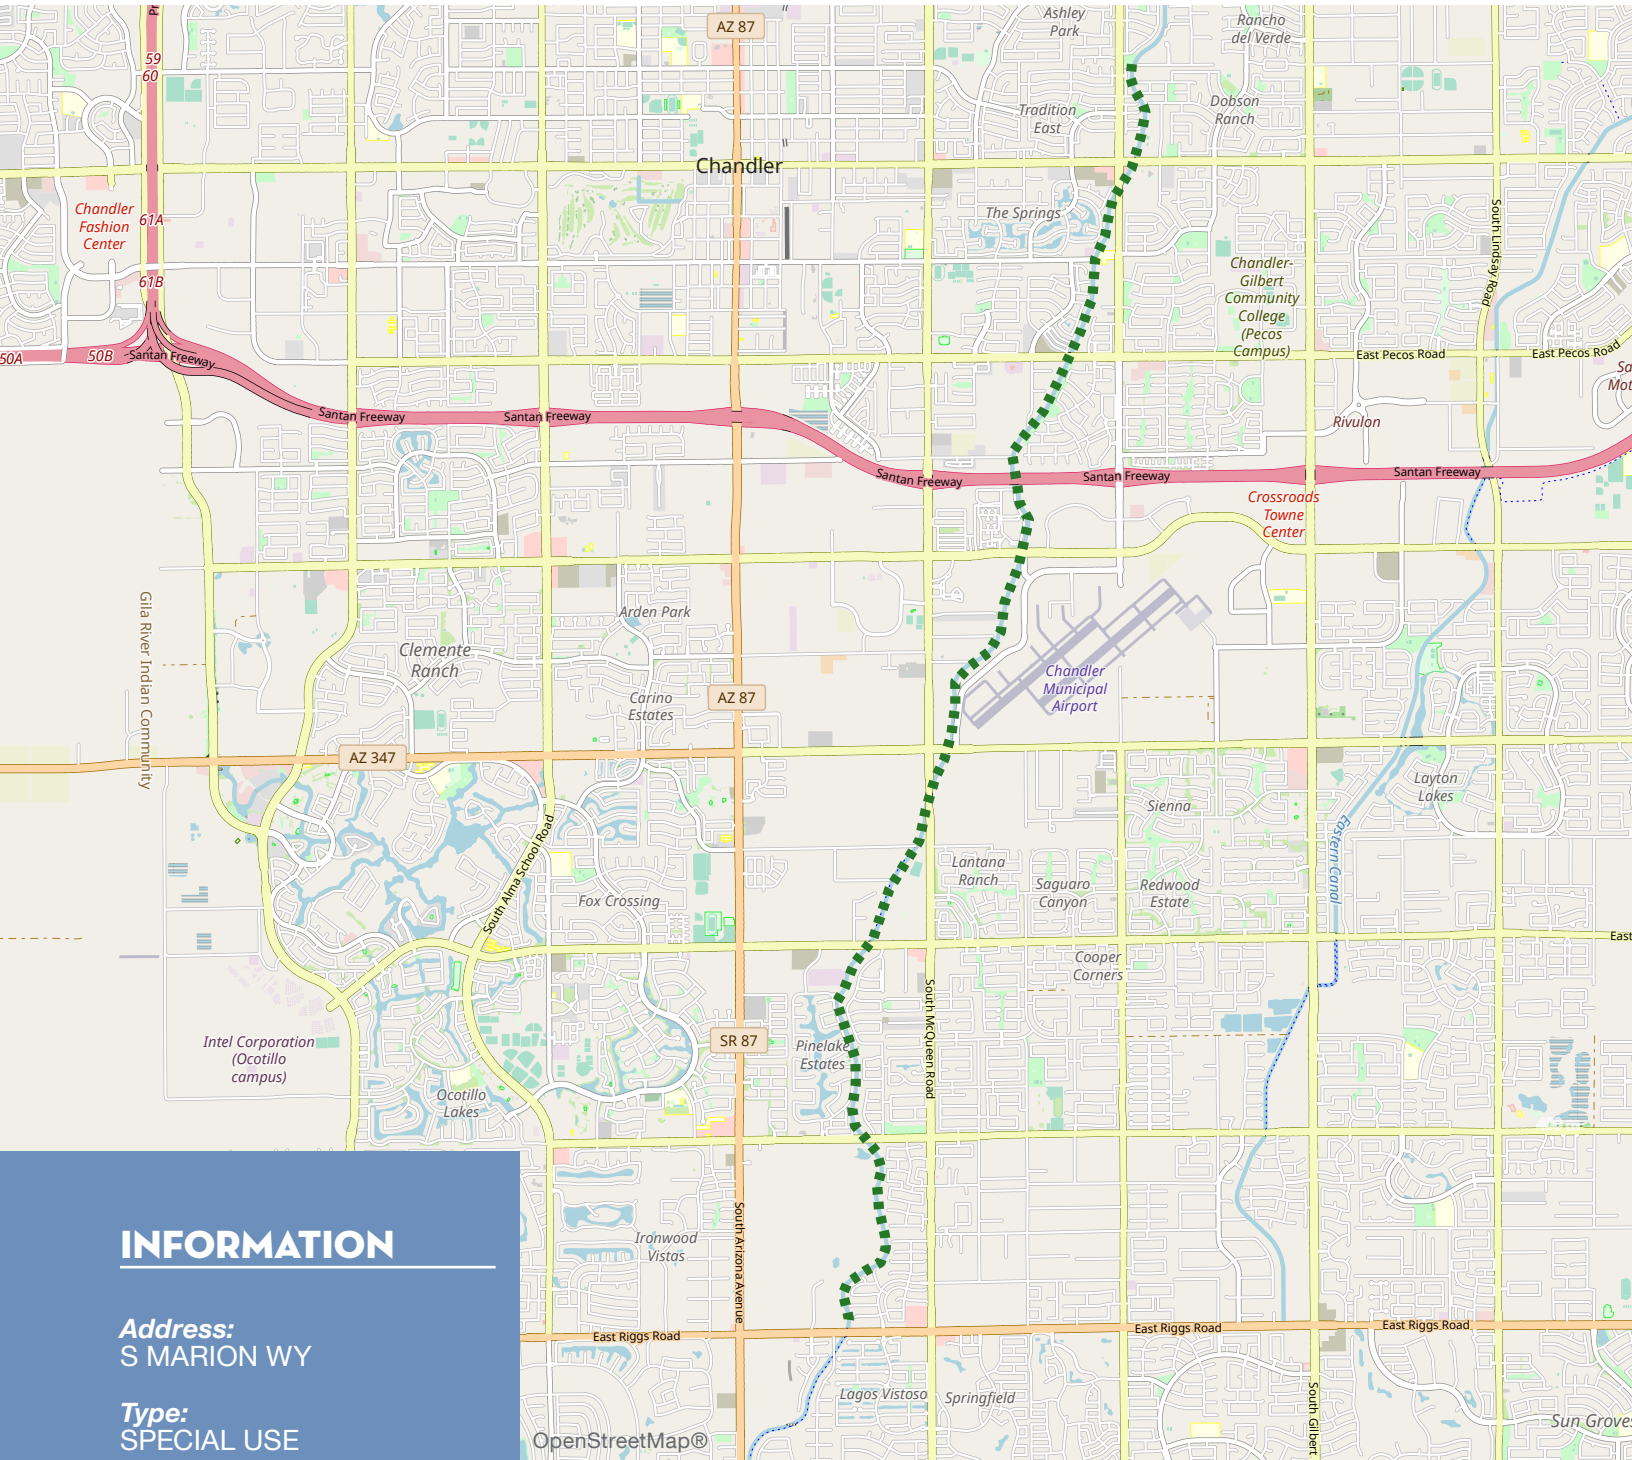 AZ 87
Ashley
Park
Rancho
del Verde
Pr
59
60
Tradition
East
Dobson
Ranch
Chandler
Chandler
Fashion
Center
61A
The Springs
South Lindsay Road
61B
Chandler-
Gilbert
Community
College
(Pecos
Campus)
50A
50B
Santan Freeway
East Pecos Road
East Pecos Road
Sa
Mot
Santan Freeway
Santan Freeway
Rivulon
Santan Freeway
Santan Freeway
Santan Freeway
Crossroads
Towne
Center
Gila River Indian Community
Arden Park
Clemente
Ranch
Carino
Estates
AZ 87
Chandler
Municipal
Airport
AZ 347
Layton
Lakes
Sienna
South Alma School Road
Eastern Canal
Lantana
Ranch
Saguaro
Canyon
Redwood
Estate
Fox Crossing
East
Cooper
Corners
South McQueen Road
Intel Corporation
(Ocotillo
campus)
SR 87
Pinelake
Estates
Ocotillo
Lakes
South Arizona Avenue
Ironwood
Vistas
East Riggs Road
East Riggs Road
East Riggs Road
Lagos Vistoso
Springfield
South Gilbert
Sun Groves
INFORMATION
Address:
S MARION WY
Type:
SPECIAL USE
OpenStreetMap®